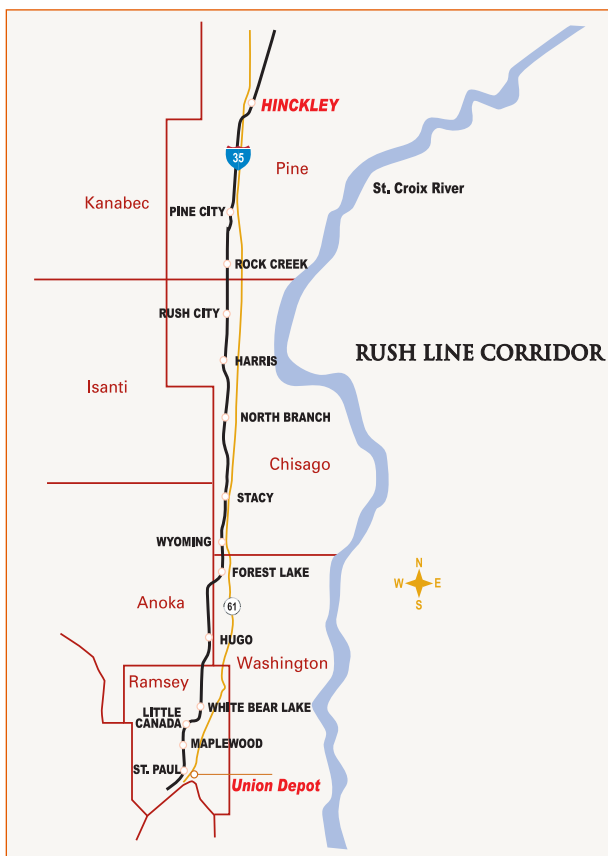 HINCKLEY
35
Pine
St. Croix River
Kanabec
PINE CITY
ROCK CREEK
RUSH CITY
RUSH LINE CORRIDOR
HARRIS
Isanti
NORTH BRANCH
Chisago
STACY
WYOMING
N
W E
S
FOREST LAKE
Anoka
61
HUGO
Washington
Ramsey
WHITE BEAR LAKE
LITTLE
CANADA
MAPLEWOOD
ST. PAUL
Union Depot